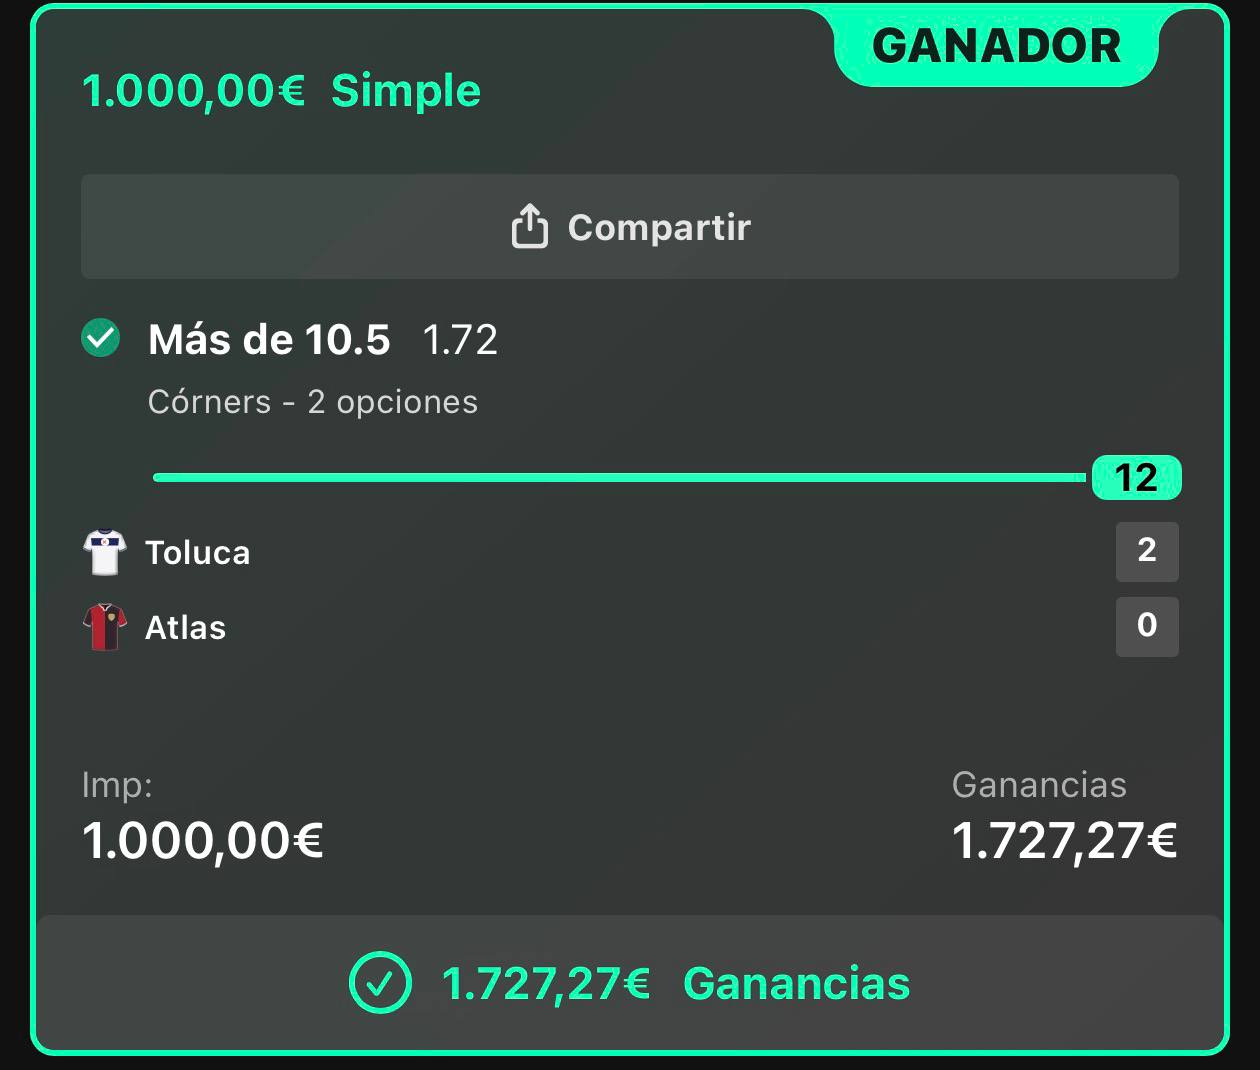 GANADOR
1.000,00€ Simple
Compartir
Más de 10.5 1.72
Córners - 2 opciones
12
Toluca 2
Atlas 0
Imp: Ganancias
1.000,00€ 1.727,27€
1.727,27€ Ganancias